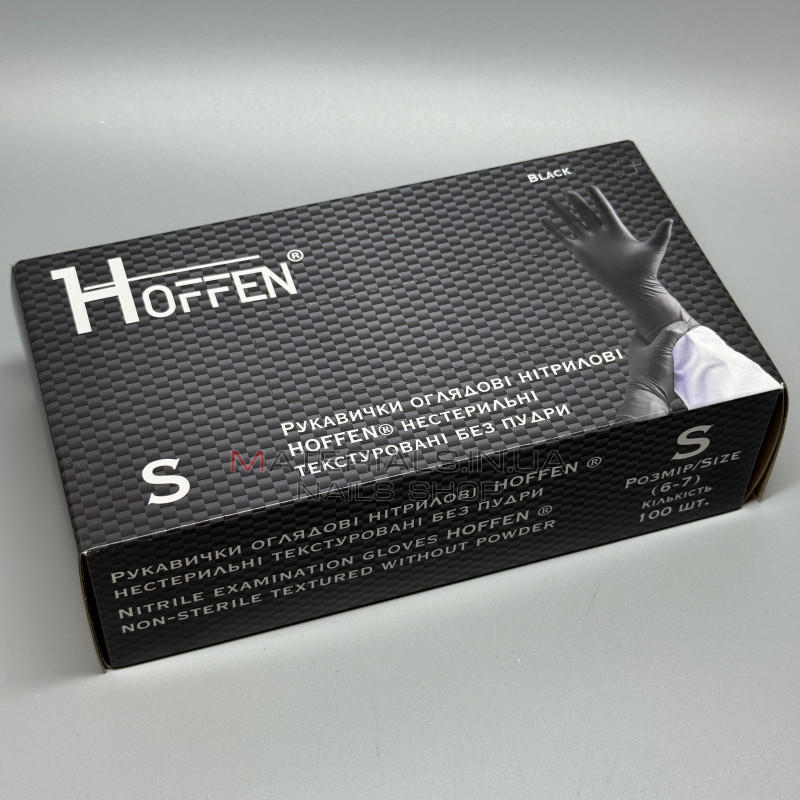 BLACK
HOFFEN®
РУКАВИЧКИ ОГЛЯДОВІ НІТРИЛОВІ
HOFFEN® НЕСТЕРИЛЬНІ
ТЕКСТУРОВАНІ БЕЗ ПУДРИ
S
MATERIALS.IN.UA
NAILS SHOP
РУКАВИЧКИ ОГЛЯДОВІ НІТРИЛОВІ HOFFEN ®
НЕСТЕРИЛЬНІ ТЕКСТУРОВАНІ БЕЗ ПУДРИ
NITRILE EXAMINATION GLOVES HOFFEN ®
NON-STERILE TEXTURED WITHOUT POWDER
S
РОЗМІР/SIZE
(6-7)
КІЛЬКІСТЬ
100 ШТ.